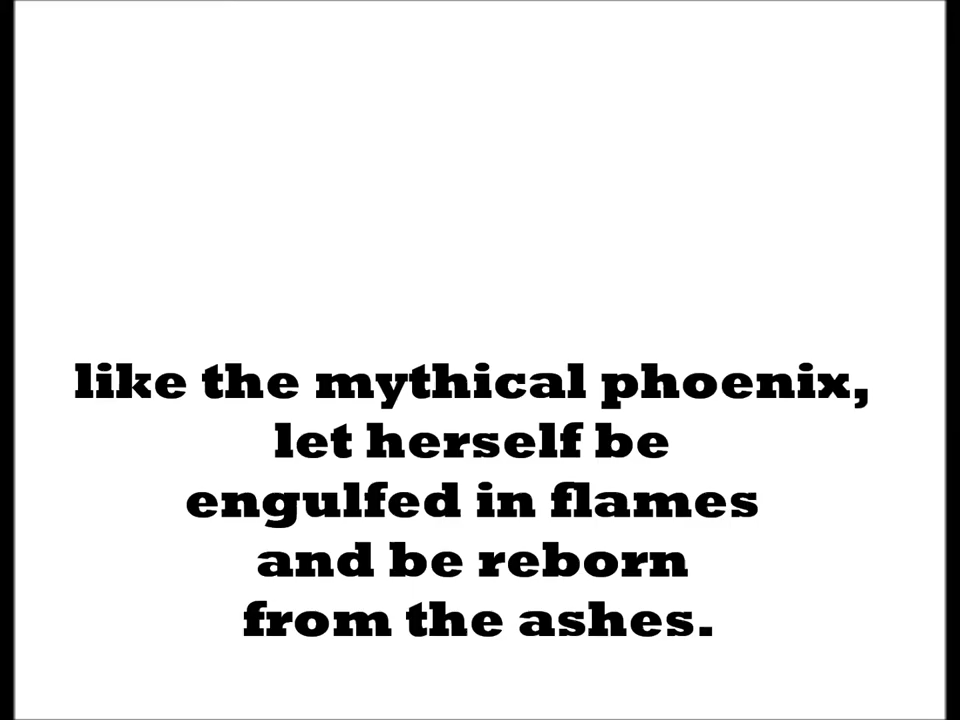 like the mythical phoenix,
let herself be
engulfed in flames
and be reborn
from the ashes.